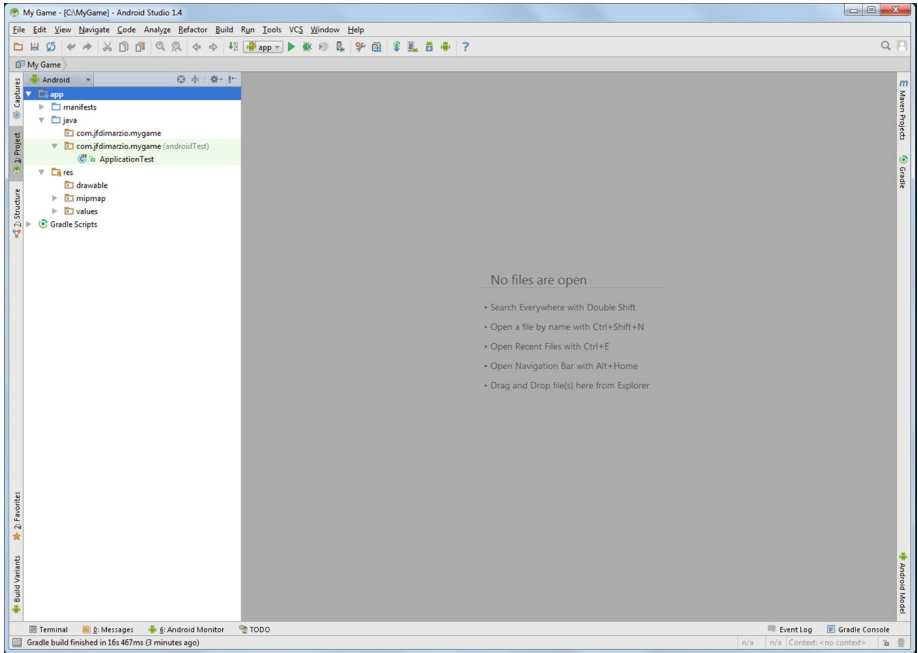 My Game - [C:\MyGame] - Android Studio 1.4
File Edit View Navigate Code Analyze Refactor Build Run Tools VCS Window Help
app
My Game
Android
app
manifests
java
com.jfdimarzio.mygame
com.jfdimarzio.mygame (androidTest)
ApplicationTest
res
drawable
mipmap
values
Gradle Scripts
Captures
1: Project
7: Structure
2: Favorites
Build Variants
No files are open
• Search Everywhere with Double Shift
• Open a file by name with Ctrl+Shift+N
• Open Recent Files with Ctrl+E
• Open Navigation Bar with Alt+Home
• Drag and Drop file(s) here from Explorer
Maven Projects
Gradle
Android Model
Terminal 0: Messages 6: Android Monitor TODO Event Log Gradle Console
Gradle build finished in 16s 467ms (3 minutes ago) n/a n/a Context: <no context>